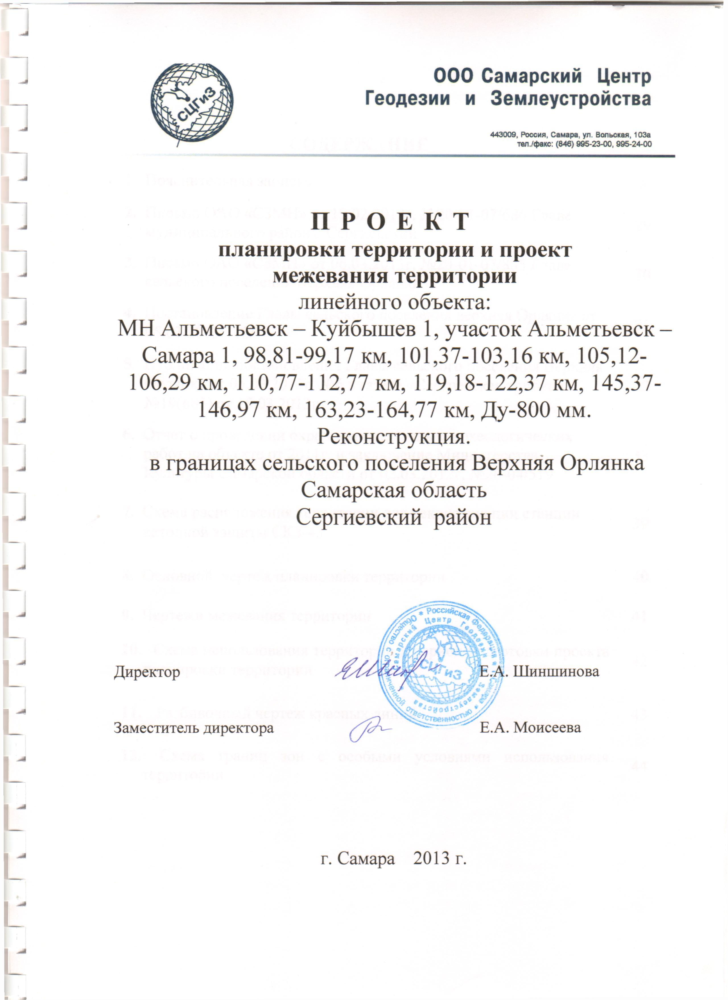 СЦГиЗ
ООО Самарский Центр
Геодезии и Землеустройства
443009, Россия, Самара, ул. Вольская, 103а
тел./факс: (846) 995-23-00, 995-24-00
П Р О Е К Т
планировки территории и проект
межевания территории
линейного объекта:
МН Альметьевск – Куйбышев 1, участок Альметьевск –
Самара 1, 98,81-99,17 км, 101,37-103,16 км, 105,12-
106,29 км, 110,77-112,77 км, 119,18-122,37 км, 145,37-
146,97 км, 163,23-164,77 км, Ду-800 мм.
Реконструкция.
в границах сельского поселения Верхняя Орлянка
Самарская область
Сергиевский район
Российская Федерация * Самара * Общество с ограниченной ответственностью *
Самарский Центр Геодезии и Землеустройства *
СЦГиЗ
Директор Е.А. Шиншинова
Заместитель директора Е.А. Моисеева
г. Самара 2013 г.